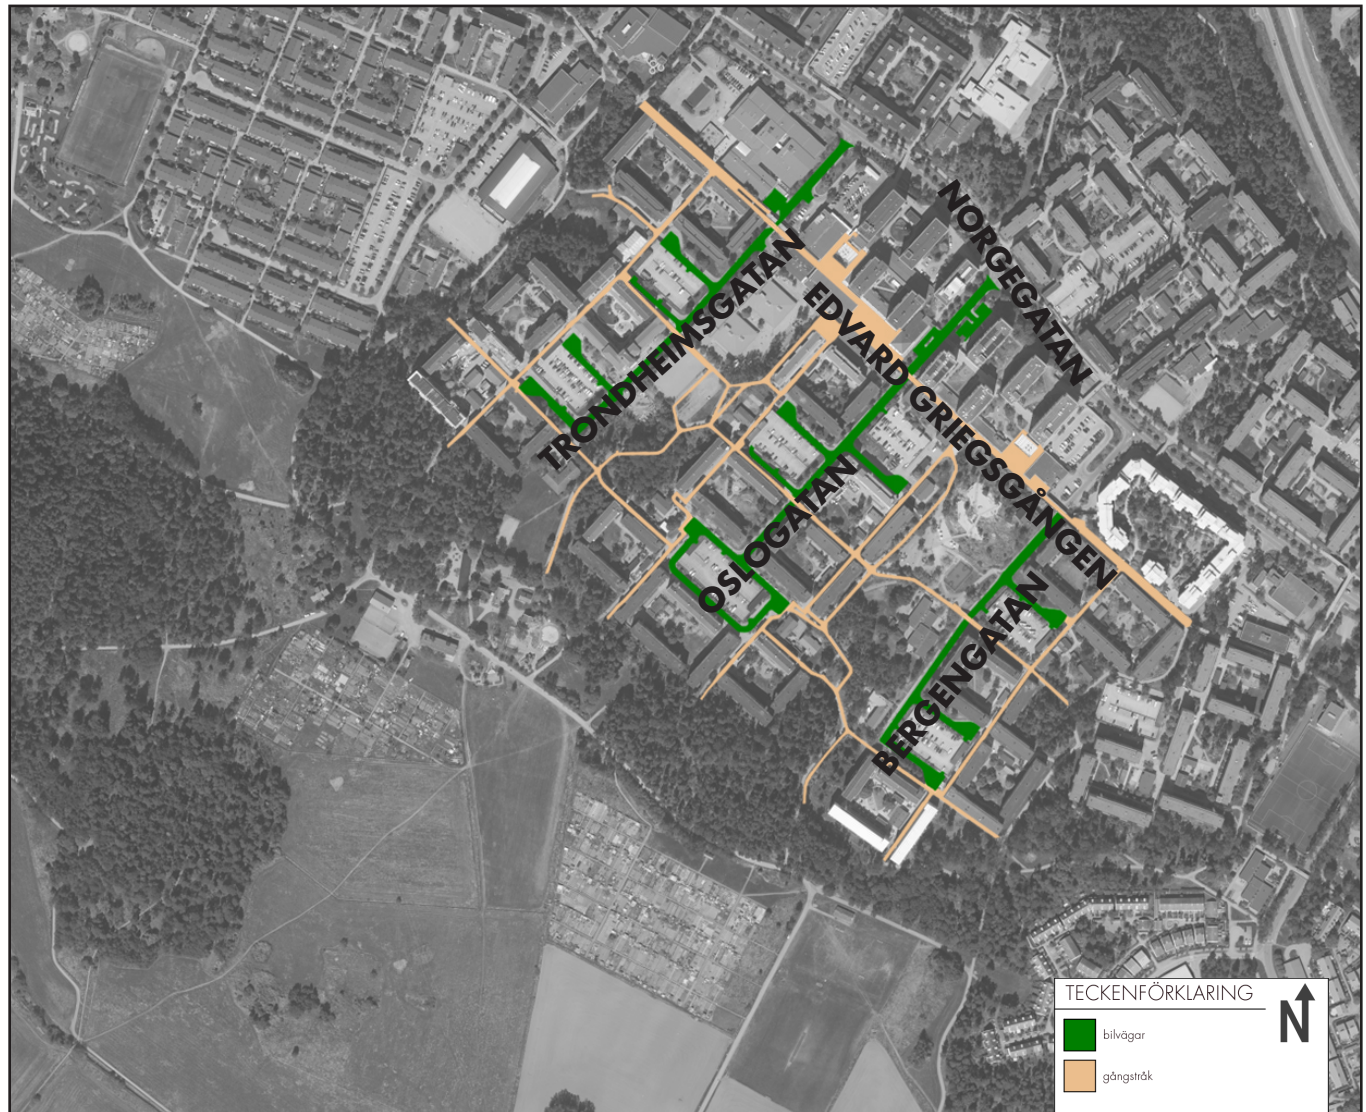 NORGEGATAN
TRONDHEIMSGATAN
EDVARD GRIEGSGÅNGEN
OSLOGATAN
BERGENGATAN
TECKENFÖRKLARING
N
bilvägar
gångstråk